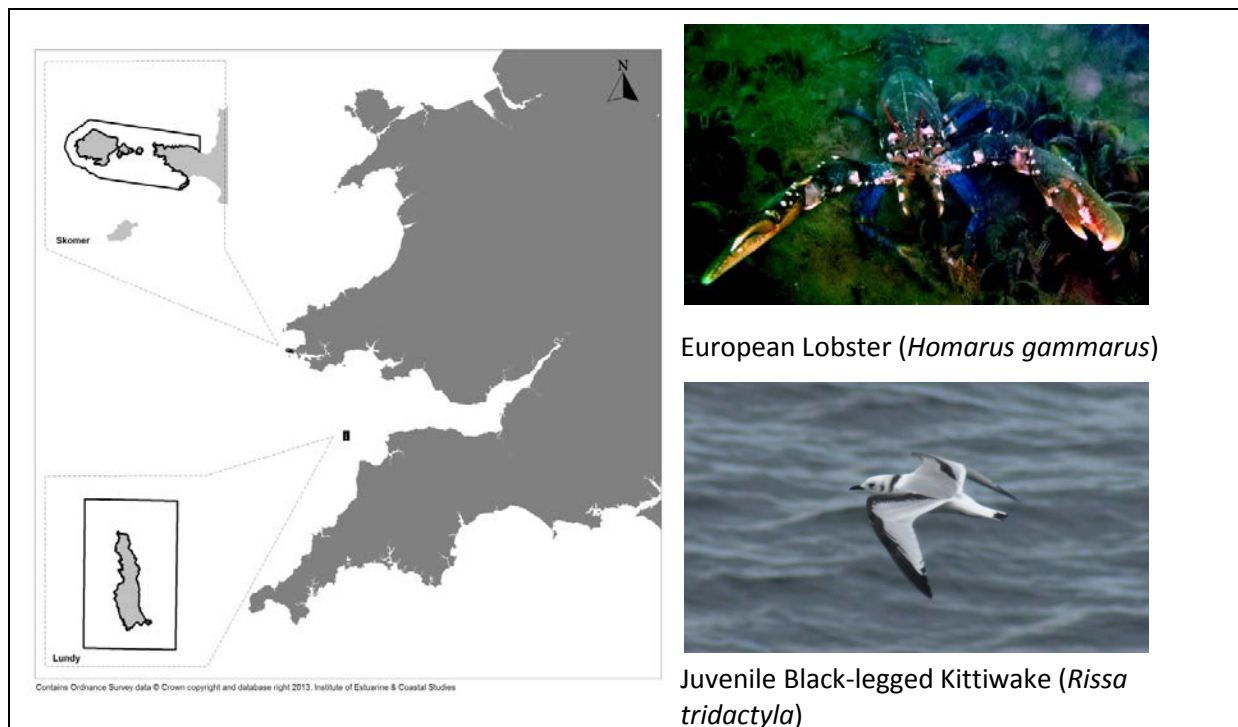 N
Skomer
Lundy
Contains Ordnance Survey data © Crown copyright and database right 2013. Institute of Estuarine & Coastal Studies
European Lobster (Homarus gammarus)
Juvenile Black-legged Kittiwake (Rissa
tridactyla)